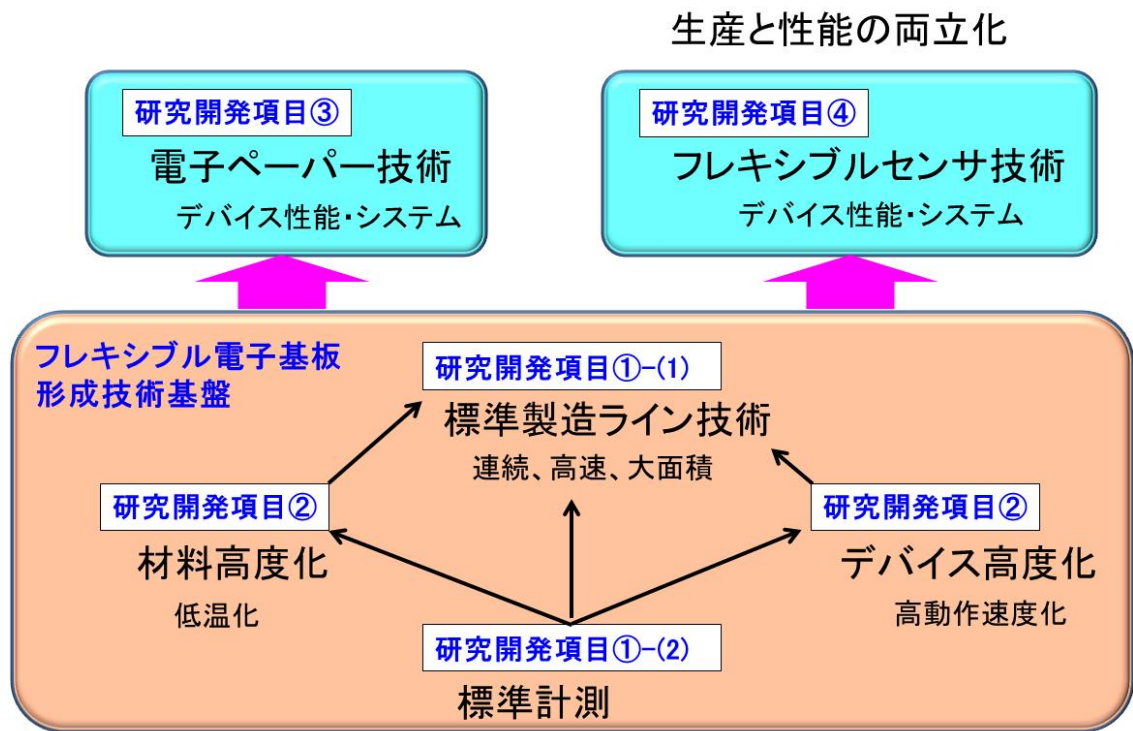 生産と性能の両立化
研究開発項目③
電子ペーパー技術
デバイス性能・システム
研究開発項目④
フレキシブルセンサ技術
デバイス性能・システム
フレキシブル電子基板
形成技術基盤
研究開発項目①-(1)
標準製造ライン技術
連続、高速、大面積
研究開発項目②
材料高度化
低温化
研究開発項目②
デバイス高度化
高動作速度化
研究開発項目①-(2)
標準計測